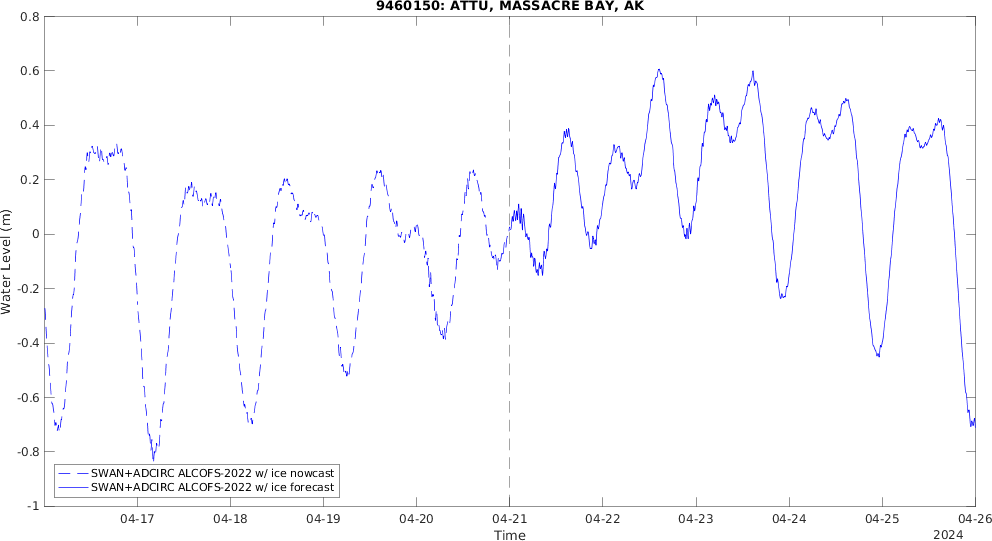 9460150: ATTU, MASSACRE BAY, AK
0.8
0.6
0.4
0.2
0
-0.2
-0.4
-0.6
-0.8
-1
Water Level (m)
SWAN+ADCIRC ALCOFS-2022 w/ ice nowcast
SWAN+ADCIRC ALCOFS-2022 w/ ice forecast
04-17 04-18 04-19 04-20 04-21 04-22 04-23 04-24 04-25 04-26
Time
2024